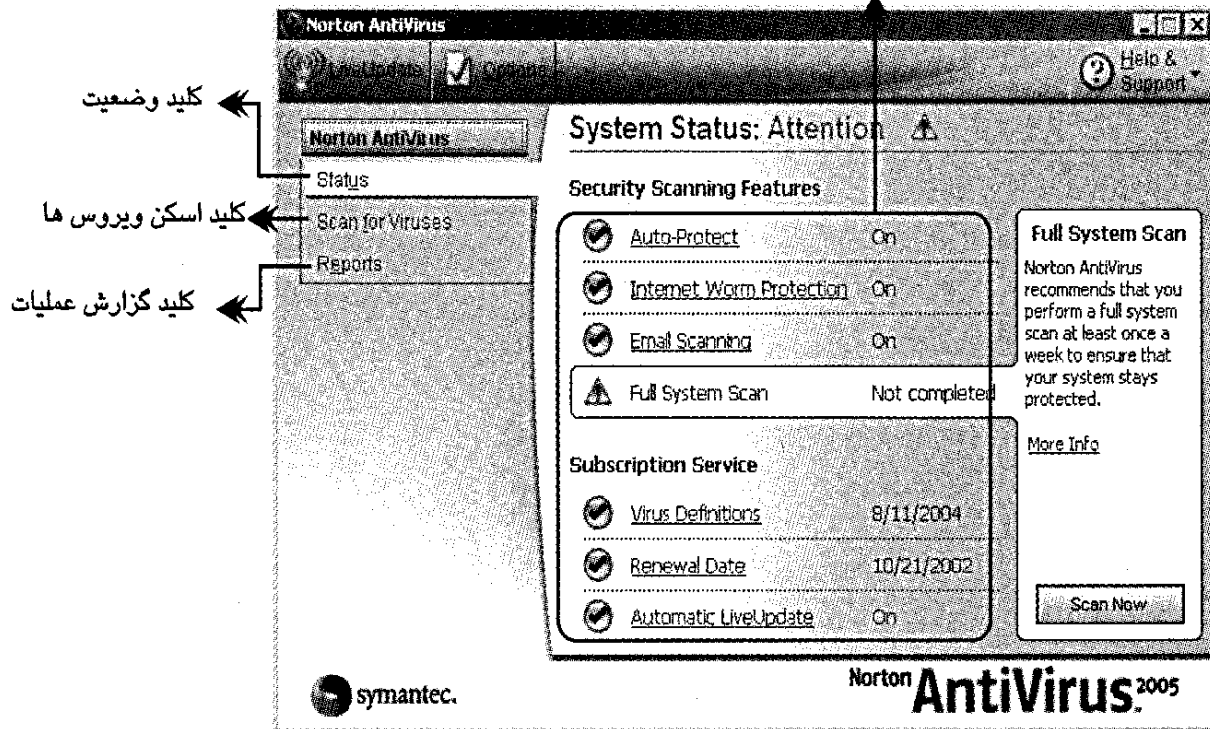 Norton AntiVirus
LiveUpdate Options Help & Support
کلید وضعیت
کلید اسکن ویروس ها
کلید گزارش عملیات
Norton AntiVirus
Status
Scan for Viruses
Reports
System Status: Attention
Security Scanning Features
Auto-Protect On
Internet Worm Protection On
Email Scanning On
Full System Scan Not completed
Subscription Service
Virus Definitions 8/11/2004
Renewal Date 10/21/2002
Automatic LiveUpdate On
Full System Scan
Norton AntiVirus
recommends that you
perform a full system
scan at least once a
week to ensure that
your system stays
protected.
More Info
Scan Now
symantec.
Norton AntiVirus 2005